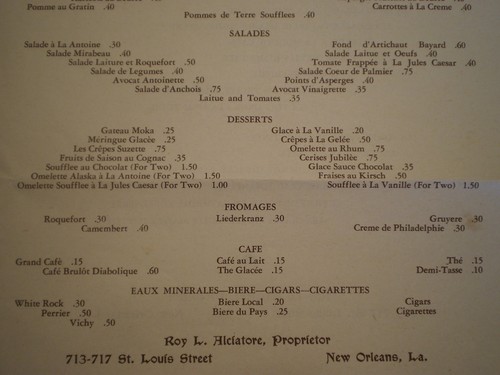 Pomme au Gratin .40
Carrottes à La Creme .40
Pommes de Terre Soufflees .40
SALADES
Salade à La Antoine .30
Fond d'Artichaut Bayard .60
Salade Mirabeau .40
Salade Laitue et Oeufs .40
Salade Laiture et Roquefort .50
Tomate Frappée à La Jules Caesar .40
Salade de Legumes .40
Salade Coeur de Palmier .75
Avocat Antoinette .50
Points d'Asperges .40
Salade d'Anchois .75
Avocat Vinaigrette .35
Laitue and Tomates .35
DESSERTS
Gateau Moka .25
Glace à La Vanille .20
Méringue Glacée .25
Crêpes à La Gelée .50
Les Crêpes Suzette .75
Omelette au Rhum .75
Fruits de Saison au Cognac .35
Cerises Jubilée .75
Souffle au Chocolat (For Two) 1.50
Glace Sauce Chocolat .35
Omelette Alaska à La Antoine (For Two) 1.50
Fraises au Kirsch .50
Omelette Soufflée à La Jules Caesar (For Two) 1.00
Soufflée à La Vanille (For Two) 1.50
FROMAGES
Roquefort .30
Liederkranz .30
Gruyere .30
Camembert .40
Creme de Philadelphie .30
CAFE
Grand Café .15
Café au Lait .15
Thé .15
Café Brulôt Diabolique .60
The Glacée .15
Demi-Tasse .10
EAUX MINERALES—BIERE—CIGARS—CIGARETTES
White Rock .30
Biere Local .20
Cigars
Perrier .50
Biere du Pays .25
Cigarettes
Vichy .50
Roy L. Alciatore, Proprietor
713-717 St. Louis Street
New Orleans, La.